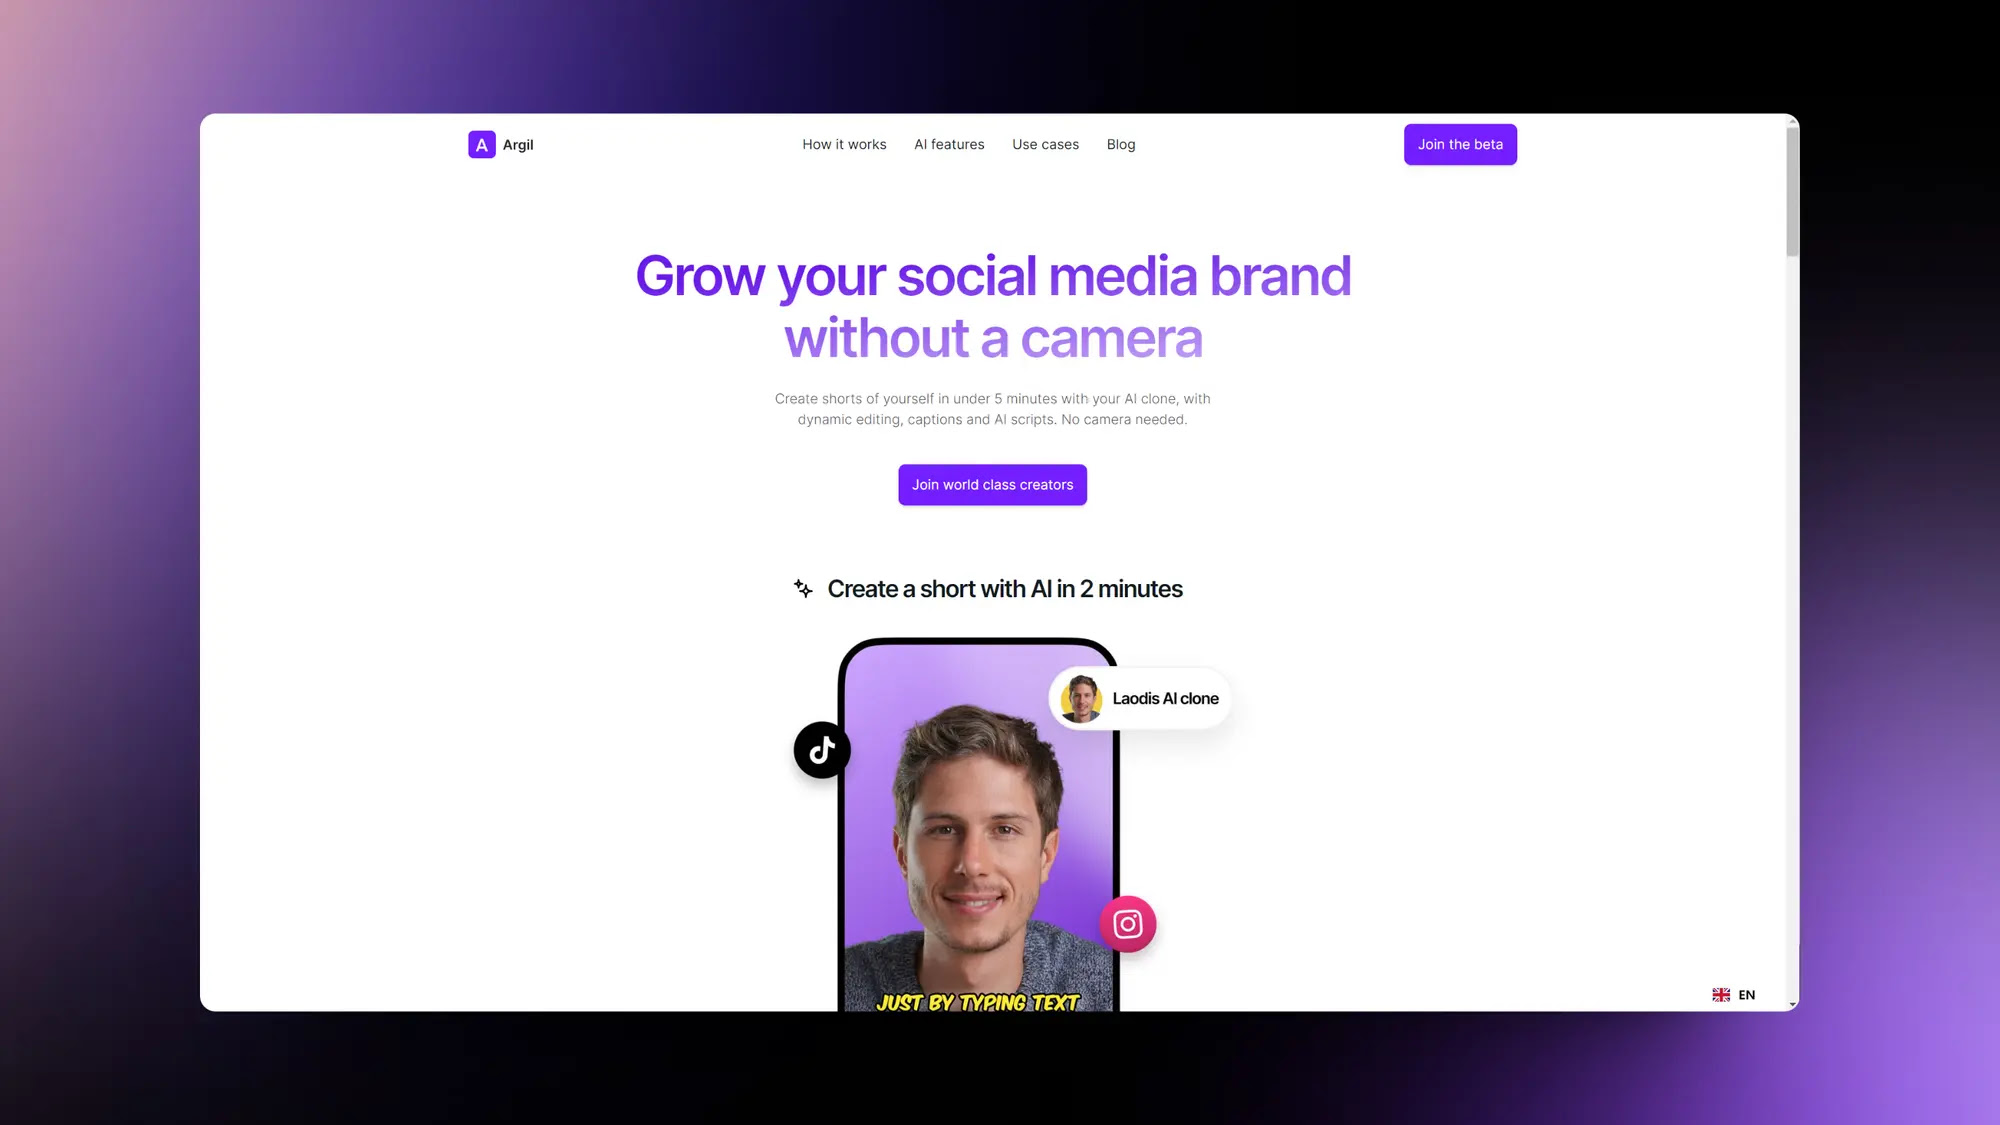 A Argil
How it works
AI features
Use cases
Blog
Join the beta
Grow your social media brand
without a camera
Create shorts of yourself in under 5 minutes with your AI clone, with
dynamic editing, captions and AI scripts. No camera needed.
Join world class creators
Create a short with AI in 2 minutes
Laodis AI clone
JUST BY TYPING TEXT
EN